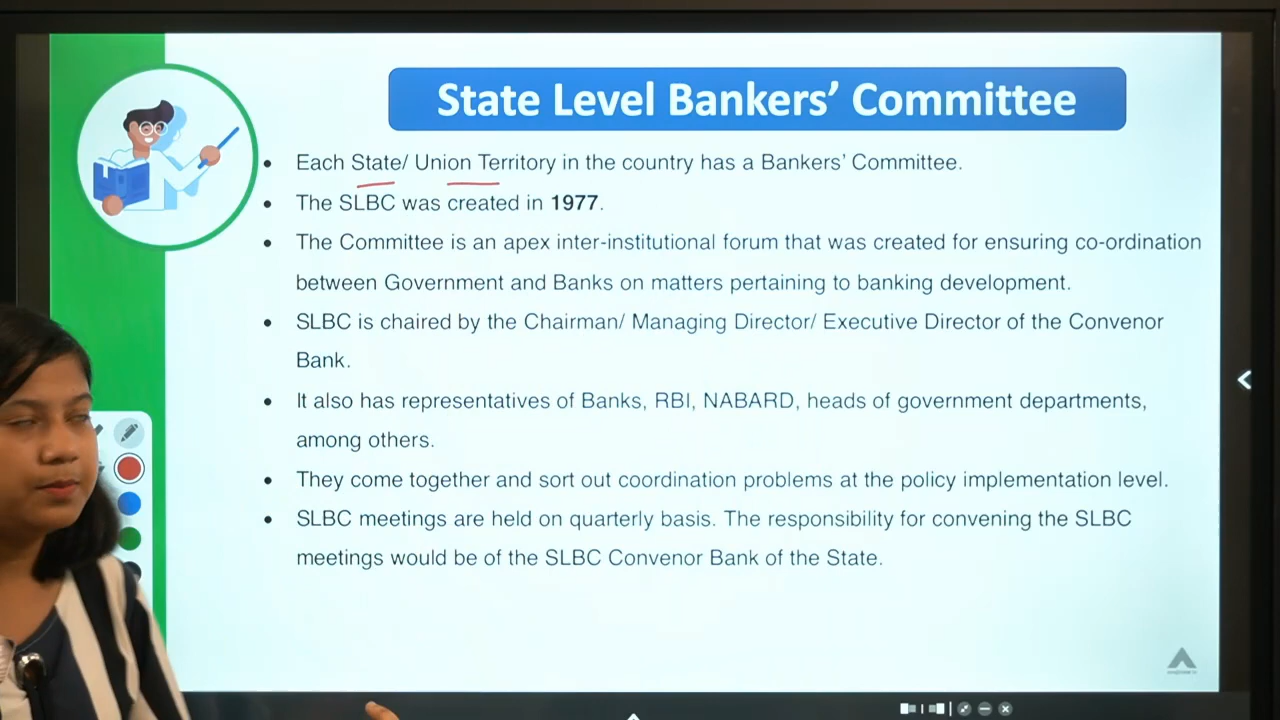 State Level Bankers’ Committee
Each State/ Union Territory in the country has a Bankers’ Committee.
The SLBC was created in 1977.
The Committee is an apex inter-institutional forum that was created for ensuring co-ordination
between Government and Banks on matters pertaining to banking development.
SLBC is chaired by the Chairman/ Managing Director/ Executive Director of the Convenor
Bank.
It also has representatives of Banks, RBI, NABARD, heads of government departments,
among others.
They come together and sort out coordination problems at the policy implementation level.
SLBC meetings are held on quarterly basis. The responsibility for convening the SLBC
meetings would be of the SLBC Convenor Bank of the State.